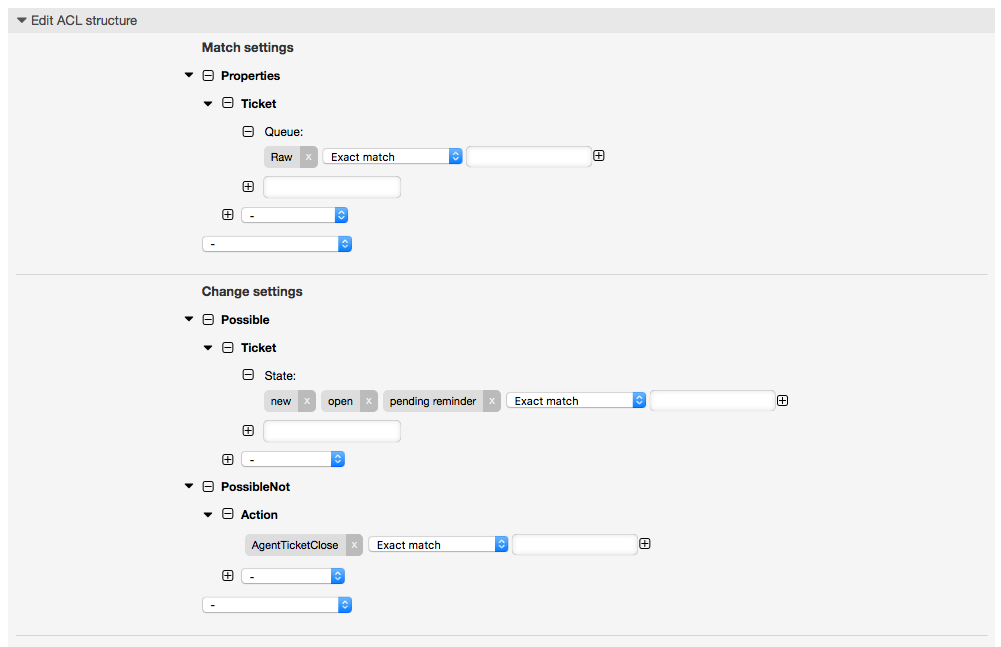 Edit ACL structure
Match settings
Properties
Ticket
Queue:
Raw x Exact match
-
-
Change settings
Possible
Ticket
State:
new x open x pending reminder x Exact match
-
PossibleNot
Action
AgentTicketClose x Exact match
-
-